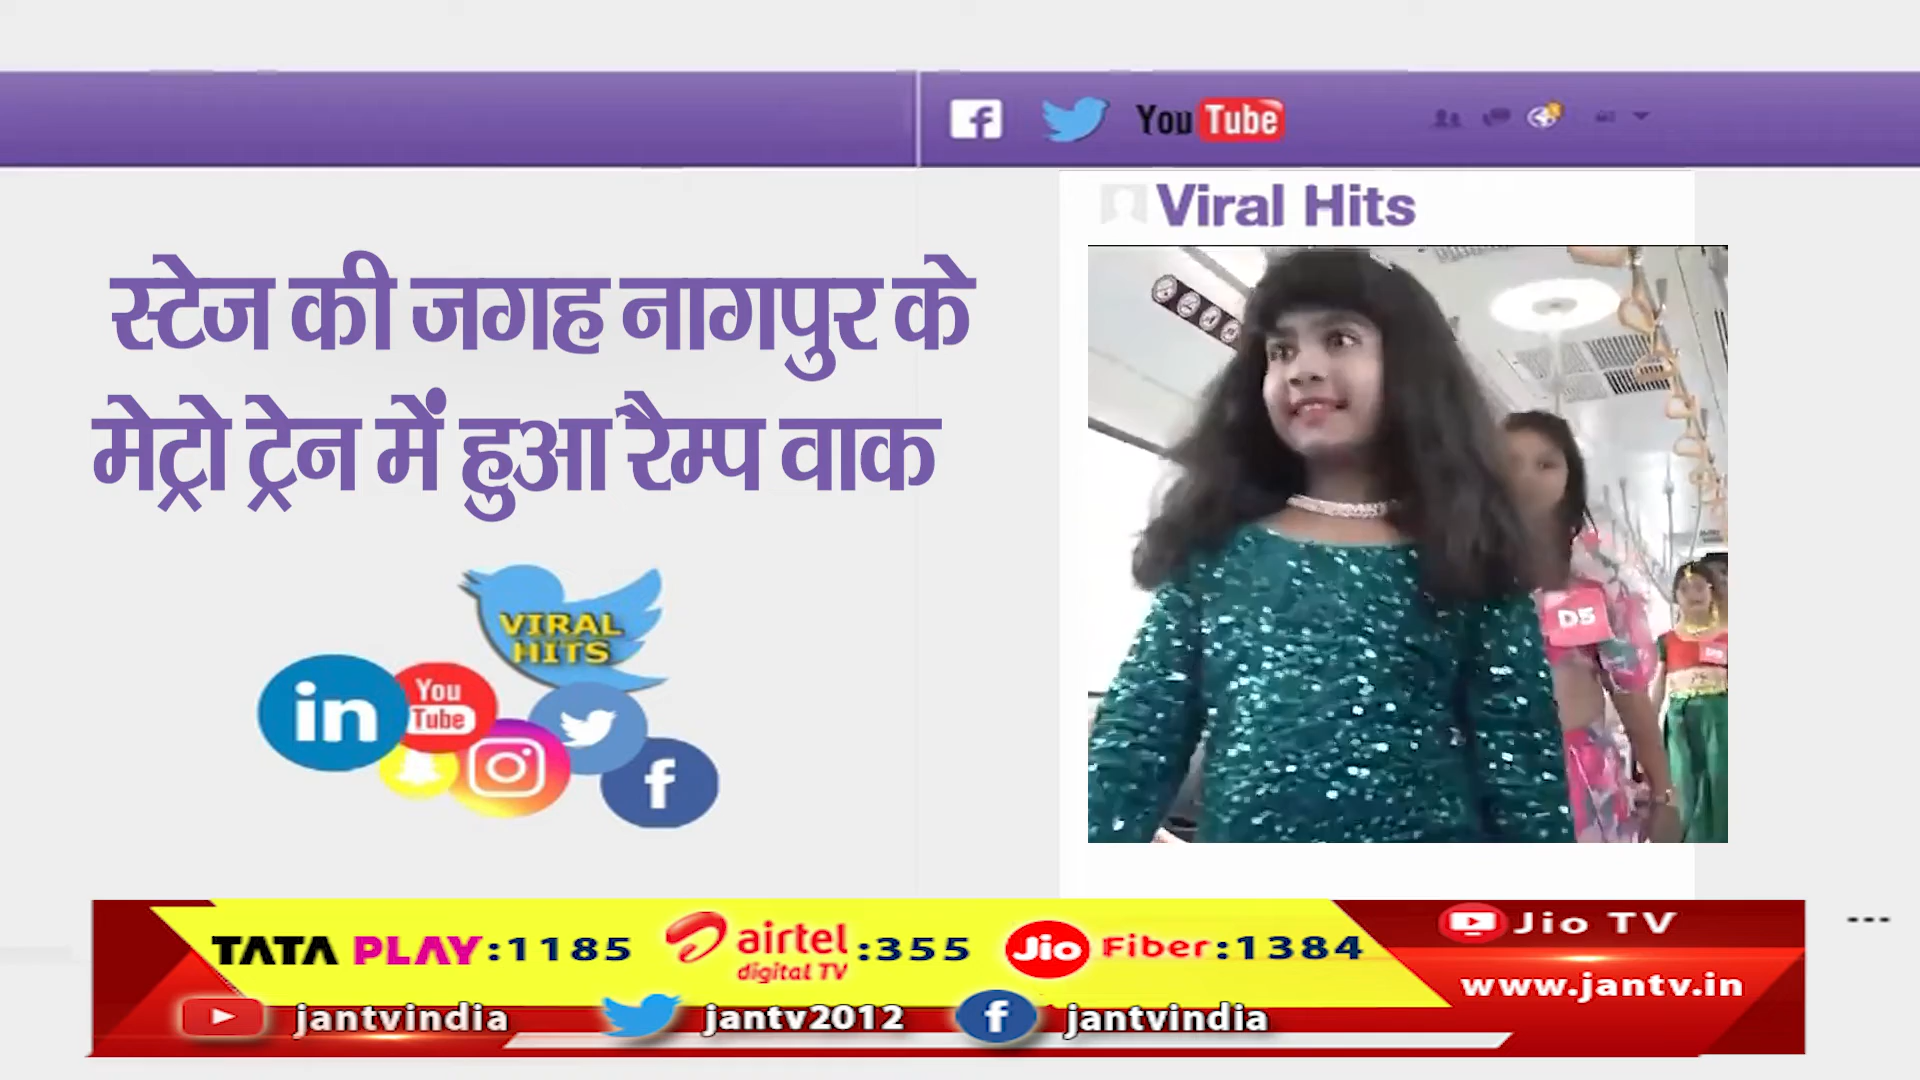 You Tube
Viral Hits
स्टेज की जगह नागपुर के
मेट्रो ट्रेन में हुआ रैम्प वाक
VIRAL
HITS
in
You
Tube
f
D5
TATA PLAY:1185
airtel
digital TV
:355
Jio Fiber:1384
Jio TV
www.jantv.in
jantvindia
jantv2012
jantvindia